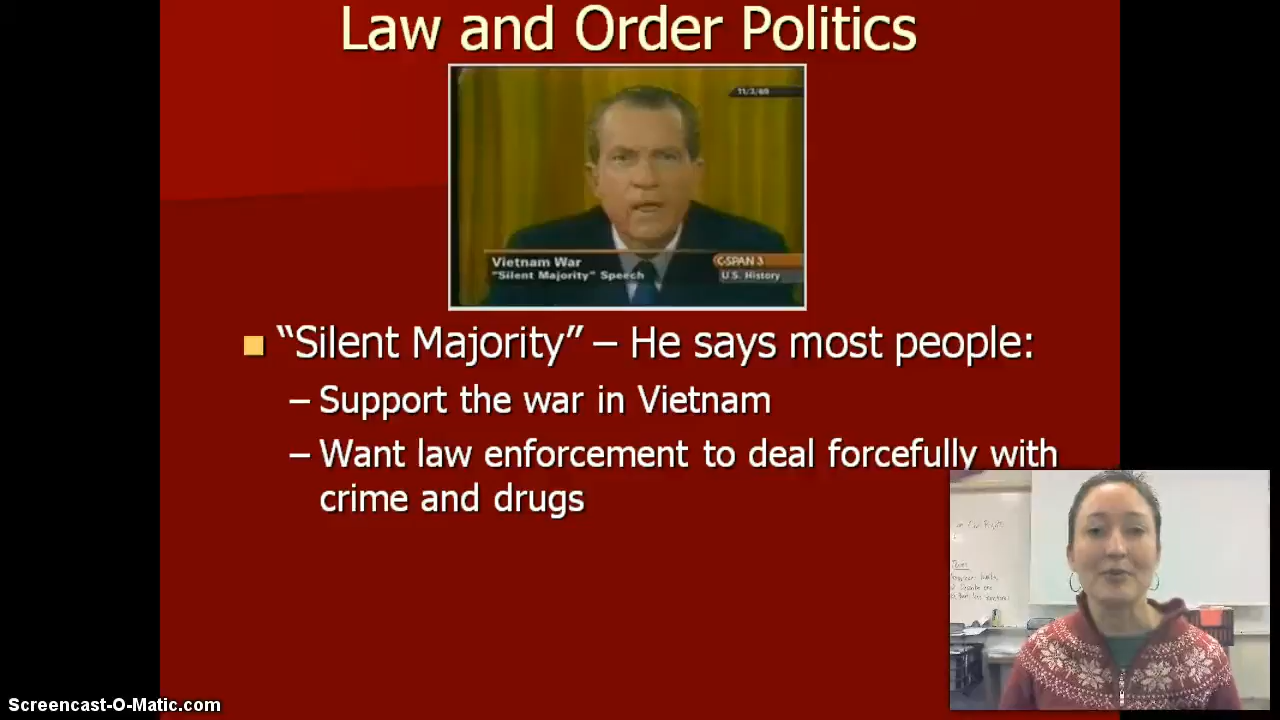 Law and Order Politics
11/3/69
Vietnam War
"Silent Majority" Speech
C-SPAN 3
U.S. History
■ “Silent Majority” – He says most people:
– Support the war in Vietnam
– Want law enforcement to deal forcefully with
crime and drugs
Screencast-O-Matic.com